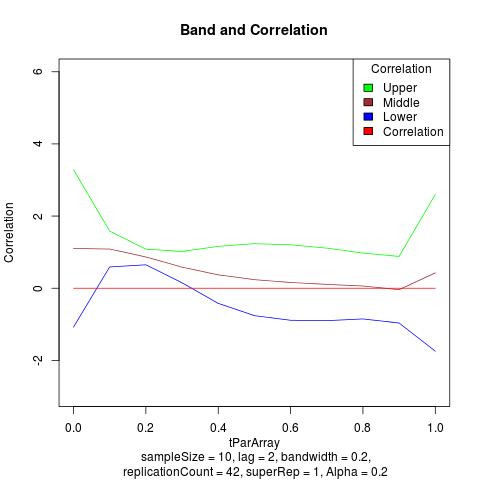 Band and Correlation
Correlation
Upper
Middle
Lower
Correlation
Correlation
6
4
2
0
-2
0.0 0.2 0.4 0.6 0.8 1.0
tParArray
sampleSize = 10, lag = 2, bandwidth = 0.2,
replicationCount = 42, superRep = 1, Alpha = 0.2